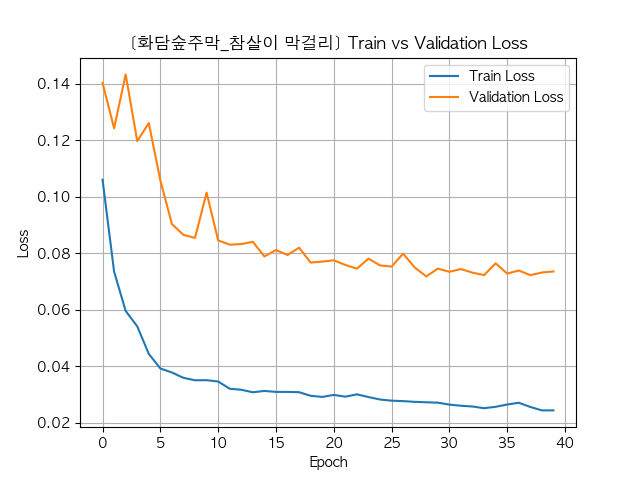 [화담숲주막_참살이 막걸리] Train vs Validation Loss
Train Loss
Validation Loss
Loss
0.14
0.12
0.10
0.08
0.06
0.04
0.02
0 5 10 15 20 25 30 35 40
Epoch